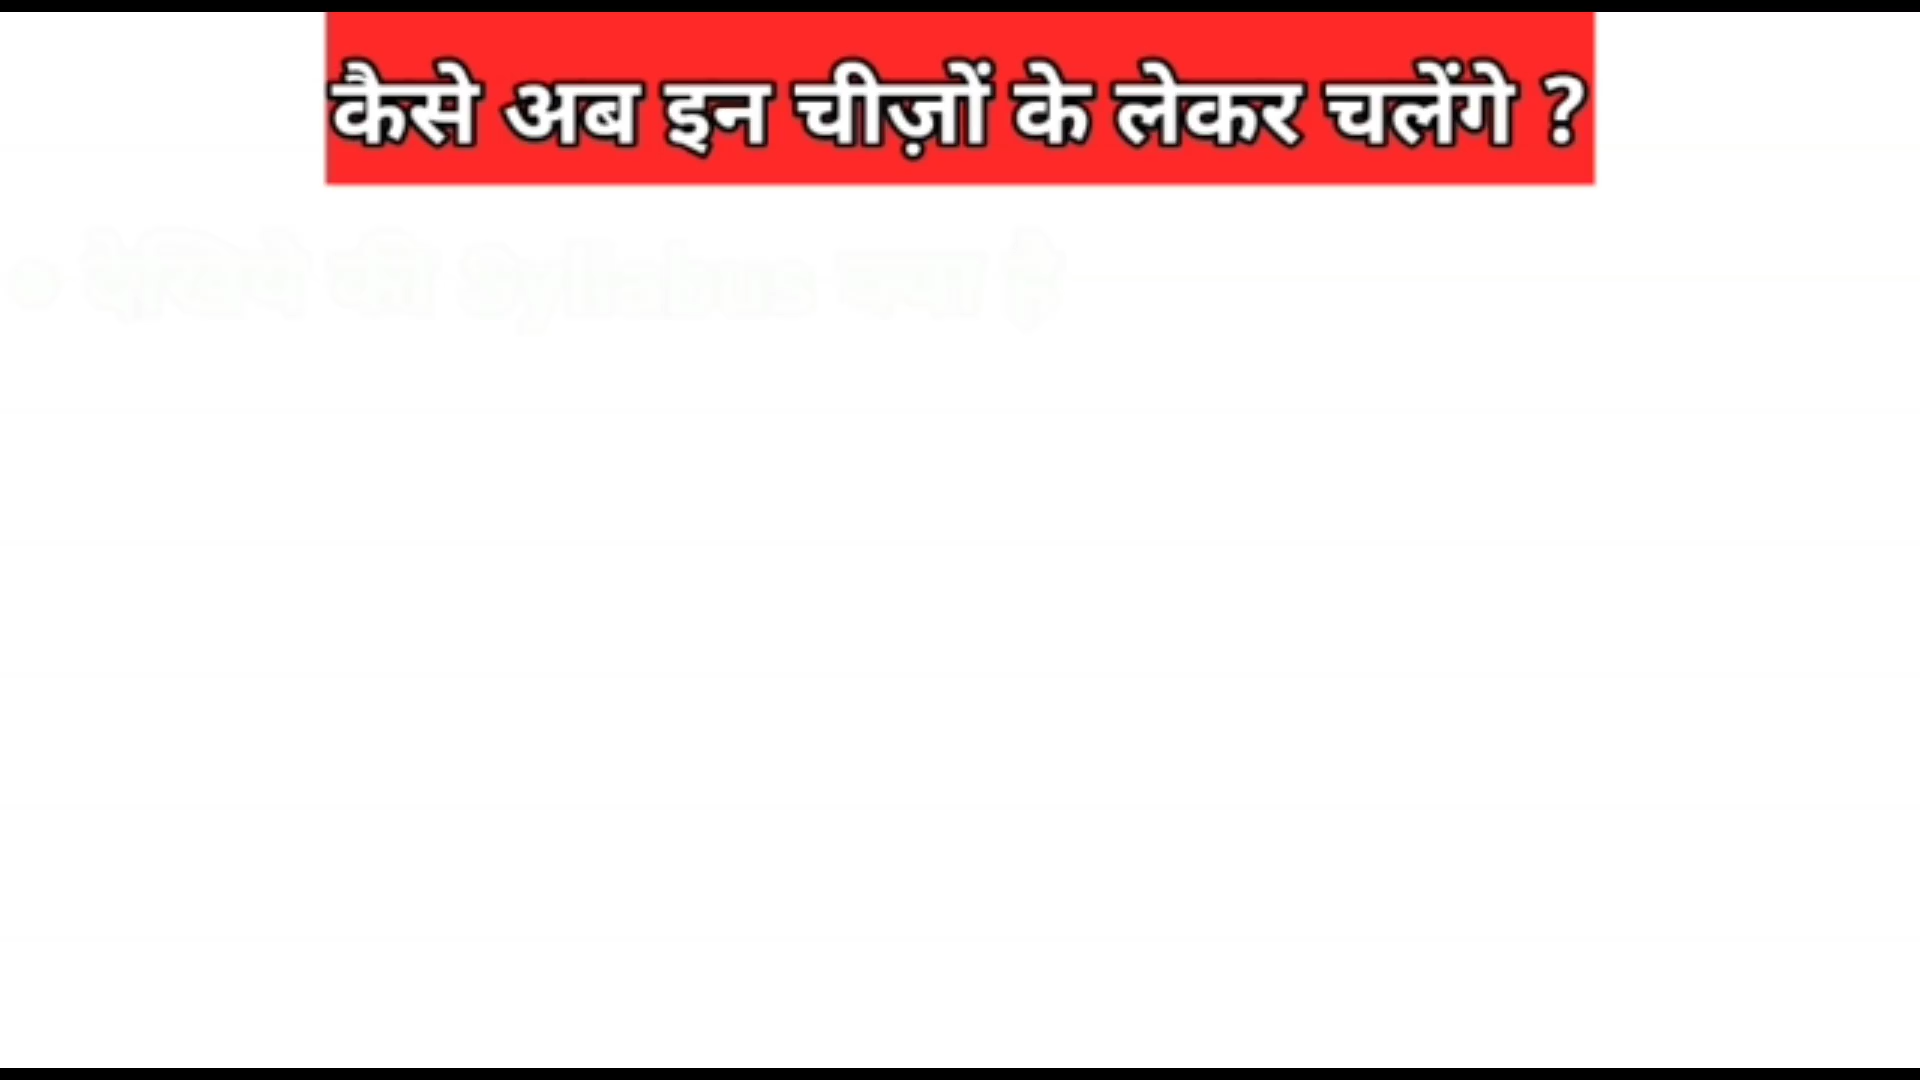 कैसे अब इन चीज़ों के लेकर चलेंगे ?
• देखिये की Syllabus क्या है